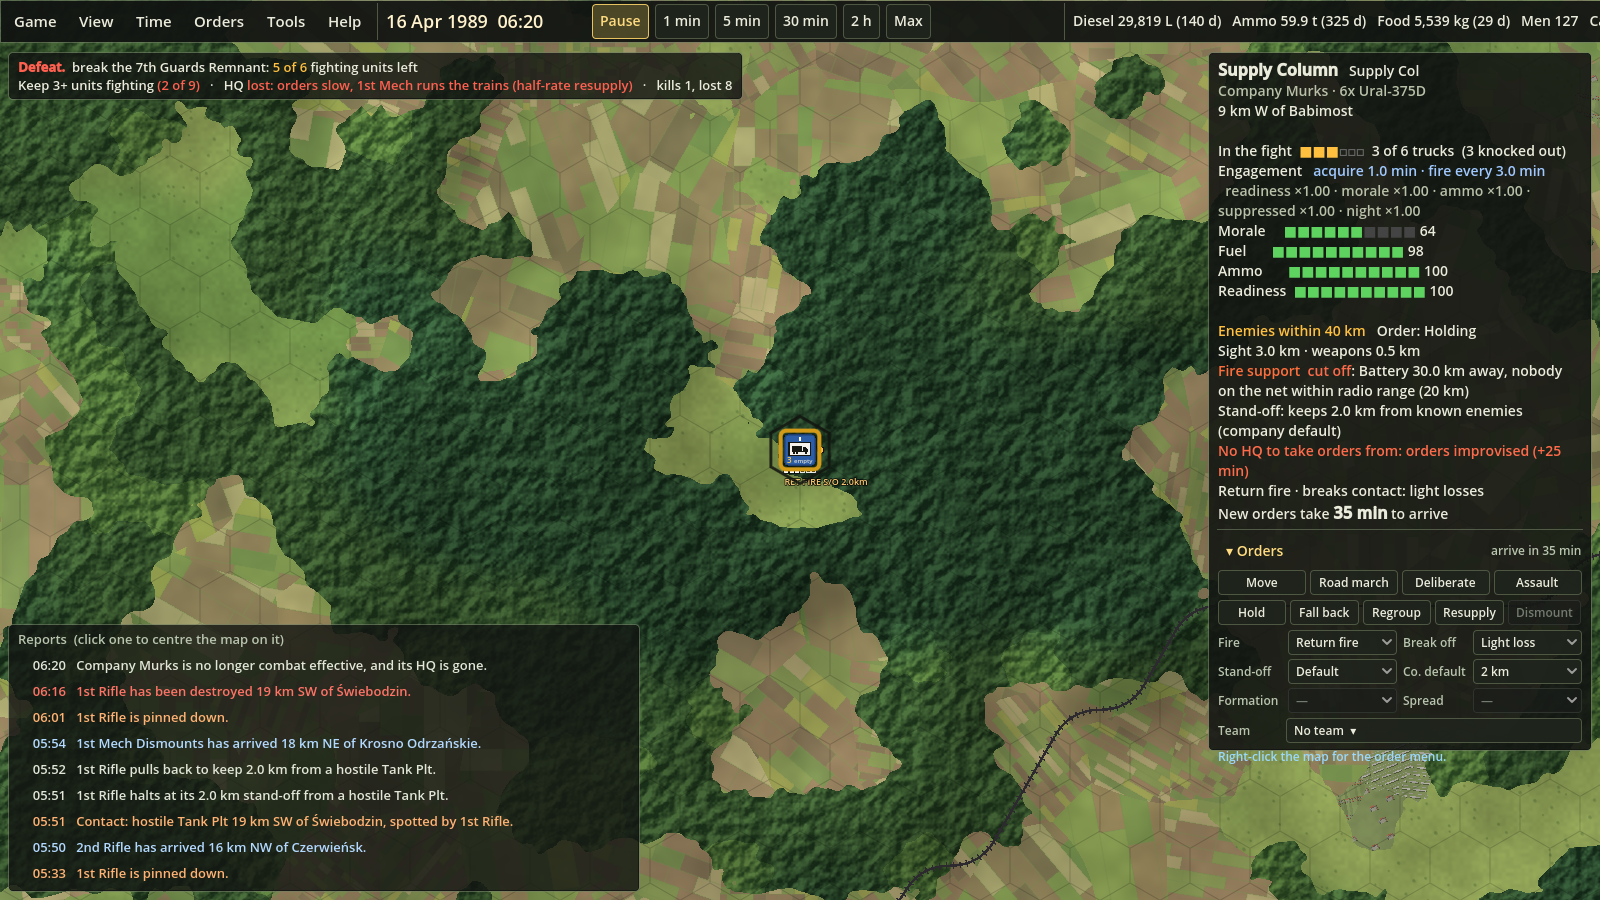 Game View Time Orders Tools Help 16 Apr 1989 06:20 Pause 1 min 5 min 30 min 2 h Max Diesel 29,819 L (140 d) Ammo 59.9 t (325 d) Food 5,539 kg (29 d) Men 127
Defeat. break the 7th Guards Remnant: 5 of 6 fighting units left
Keep 3+ units fighting (2 of 9) · HQ lost: orders slow, 1st Mech runs the trains (half-rate resupply) · kills 1, lost 8
Supply Column Supply Col
Company Murks · 6x Ural-375D
9 km W of Babimost
In the fight 3 of 6 trucks (3 knocked out)
Engagement acquire 1.0 min · fire every 3.0 min
readiness ×1.00 · morale ×1.00 · ammo ×1.00 ·
suppressed ×1.00 · night ×1.00
Morale 64
Fuel 98
Ammo 100
Readiness 100
Enemies within 40 km Order: Holding
Sight 3.0 km · weapons 0.5 km
Fire support cut off: Battery 30.0 km away, nobody
on the net within radio range (20 km)
Stand-off: keeps 2.0 km from known enemies
(company default)
No HQ to take orders from: orders improvised (+25
min)
Return fire · breaks contact: light losses
New orders take 35 min to arrive
▾ Orders arrive in 35 min
Move Road march Deliberate Assault
Hold Fall back Regroup Resupply Dismount
Fire Return fire Break off Light loss
Stand-off Default Co. default 2 km
Formation — Spread —
Team No team ▾
Right-click the map for the order menu.
3 empty
S/O 2.0km
Reports (click one to centre the map on it)
06:20 Company Murks is no longer combat effective, and its HQ is gone.
06:16 1st Rifle has been destroyed 19 km SW of Świebodzin.
06:01 1st Rifle is pinned down.
05:54 1st Mech Dismounts has arrived 18 km NE of Krosno Odrzańskie.
05:52 1st Rifle pulls back to keep 2.0 km from a hostile Tank Plt.
05:51 1st Rifle halts at its 2.0 km stand-off from a hostile Tank Plt.
05:51 Contact: hostile Tank Plt 19 km SW of Świebodzin, spotted by 1st Rifle.
05:50 2nd Rifle has arrived 16 km NW of Czerwieńsk.
05:33 1st Rifle is pinned down.